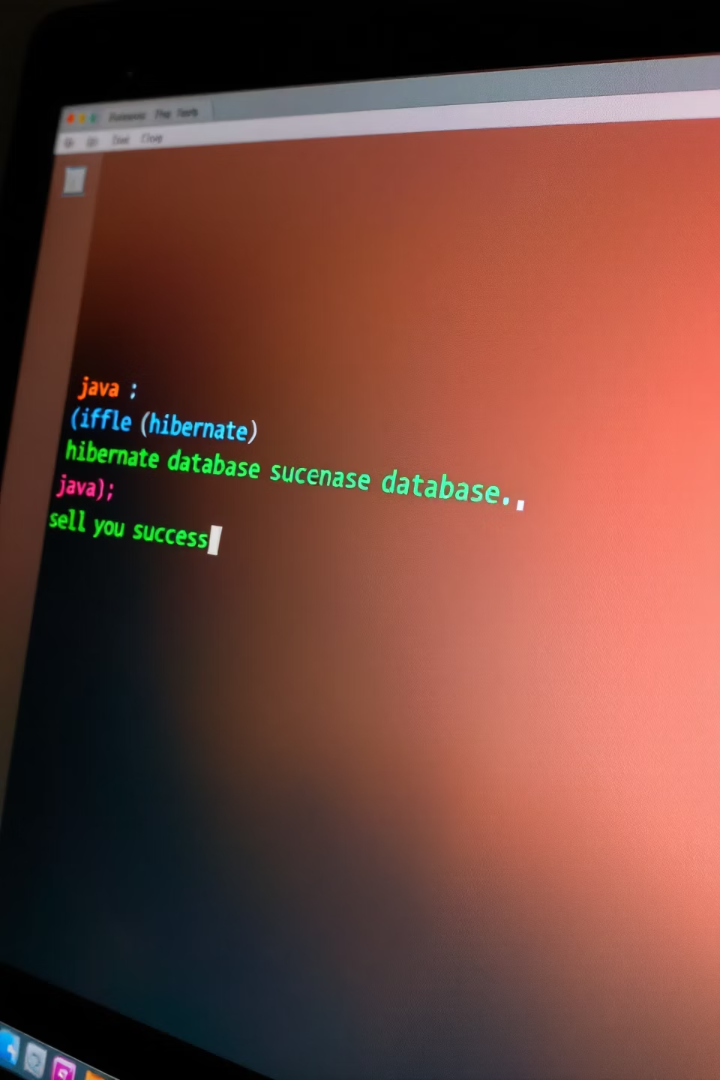 java :
(iffle (hibernate)
hibernate database sucenase database..
java);
sell you success